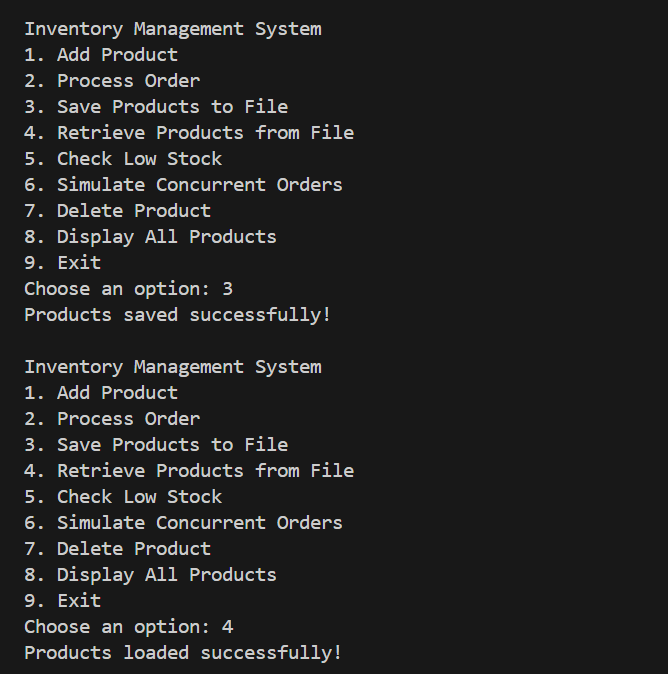 Inventory Management System
1. Add Product
2. Process Order
3. Save Products to File
4. Retrieve Products from File
5. Check Low Stock
6. Simulate Concurrent Orders
7. Delete Product
8. Display All Products
9. Exit
Choose an option: 3
Products saved successfully!
Inventory Management System
1. Add Product
2. Process Order
3. Save Products to File
4. Retrieve Products from File
5. Check Low Stock
6. Simulate Concurrent Orders
7. Delete Product
8. Display All Products
9. Exit
Choose an option: 4
Products loaded successfully!